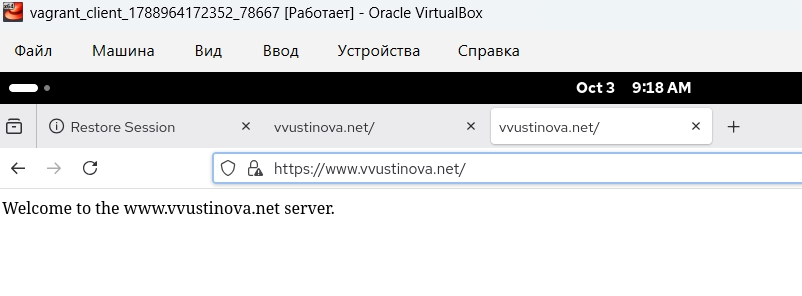 vagrant_client_1788964172352_78667 [Работает] - Oracle VirtualBox
Файл Машина Вид Ввод Устройства Справка
Oct 3 9:18 AM
Restore Session vvustinova.net/ vvustinova.net/
https://www.vvustinova.net/
Welcome to the www.vvustinova.net server.